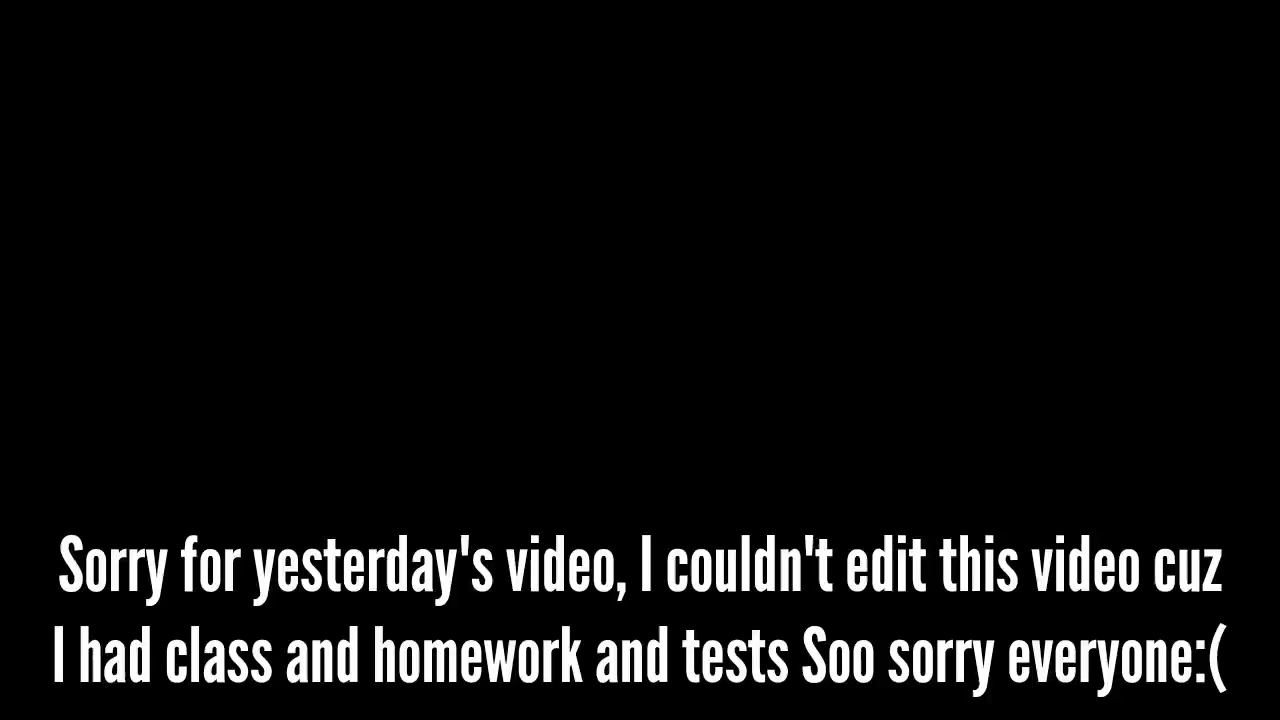 Sorry for yesterday's video, I couldn't edit this video cuz
I had class and homework and tests Soo sorry everyone:(